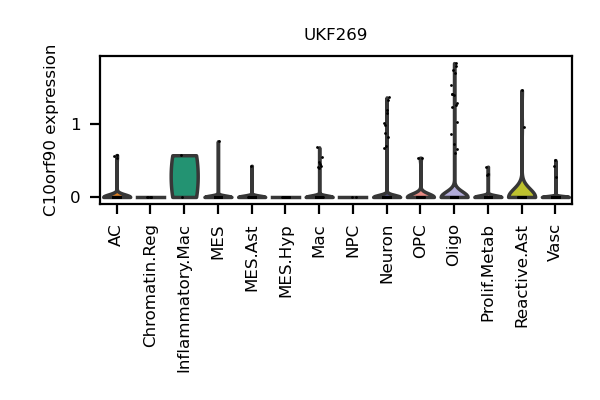 UKF269
C10orf90 expression
1
0
AC
Chromatin.Reg
Inflammatory.Mac
MES
MES.Ast
MES.Hyp
Mac
NPC
Neuron
OPC
Oligo
Prolif.Metab
Reactive.Ast
Vasc